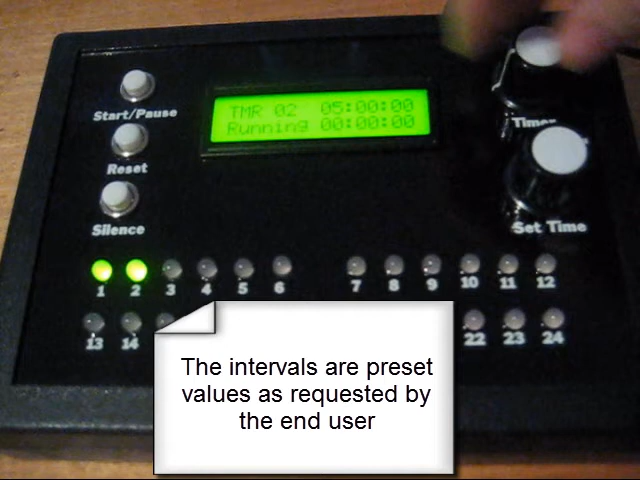 TMR 02 05:00:00
Running 00:00:00
Start/Pause
Reset
Silence
Timer
Set Time
1 2 3 4 5 6 7 8 9 10 11 12
13 14 22 23 24
The intervals are preset
values as requested by
the end user